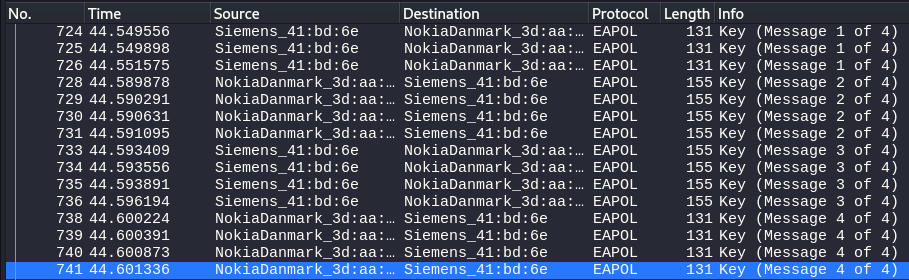 No. Time Source Destination Protocol Length Info
724 44.549556 Siemens_41:bd:6e NokiaDanmark_3d:aa:… EAPOL 131 Key (Message 1 of 4)
725 44.549898 Siemens_41:bd:6e NokiaDanmark_3d:aa:… EAPOL 131 Key (Message 1 of 4)
726 44.551575 Siemens_41:bd:6e NokiaDanmark_3d:aa:… EAPOL 131 Key (Message 1 of 4)
728 44.589878 NokiaDanmark_3d:aa:… Siemens_41:bd:6e EAPOL 155 Key (Message 2 of 4)
729 44.590291 NokiaDanmark_3d:aa:… Siemens_41:bd:6e EAPOL 155 Key (Message 2 of 4)
730 44.590631 NokiaDanmark_3d:aa:… Siemens_41:bd:6e EAPOL 155 Key (Message 2 of 4)
731 44.591095 NokiaDanmark_3d:aa:… Siemens_41:bd:6e EAPOL 155 Key (Message 2 of 4)
733 44.593409 Siemens_41:bd:6e NokiaDanmark_3d:aa:… EAPOL 155 Key (Message 3 of 4)
734 44.593556 Siemens_41:bd:6e NokiaDanmark_3d:aa:… EAPOL 155 Key (Message 3 of 4)
735 44.593891 Siemens_41:bd:6e NokiaDanmark_3d:aa:… EAPOL 155 Key (Message 3 of 4)
736 44.596194 Siemens_41:bd:6e NokiaDanmark_3d:aa:… EAPOL 155 Key (Message 3 of 4)
738 44.600224 NokiaDanmark_3d:aa:… Siemens_41:bd:6e EAPOL 131 Key (Message 4 of 4)
739 44.600391 NokiaDanmark_3d:aa:… Siemens_41:bd:6e EAPOL 131 Key (Message 4 of 4)
740 44.600873 NokiaDanmark_3d:aa:… Siemens_41:bd:6e EAPOL 131 Key (Message 4 of 4)
741 44.601336 NokiaDanmark_3d:aa:… Siemens_41:bd:6e EAPOL 131 Key (Message 4 of 4)